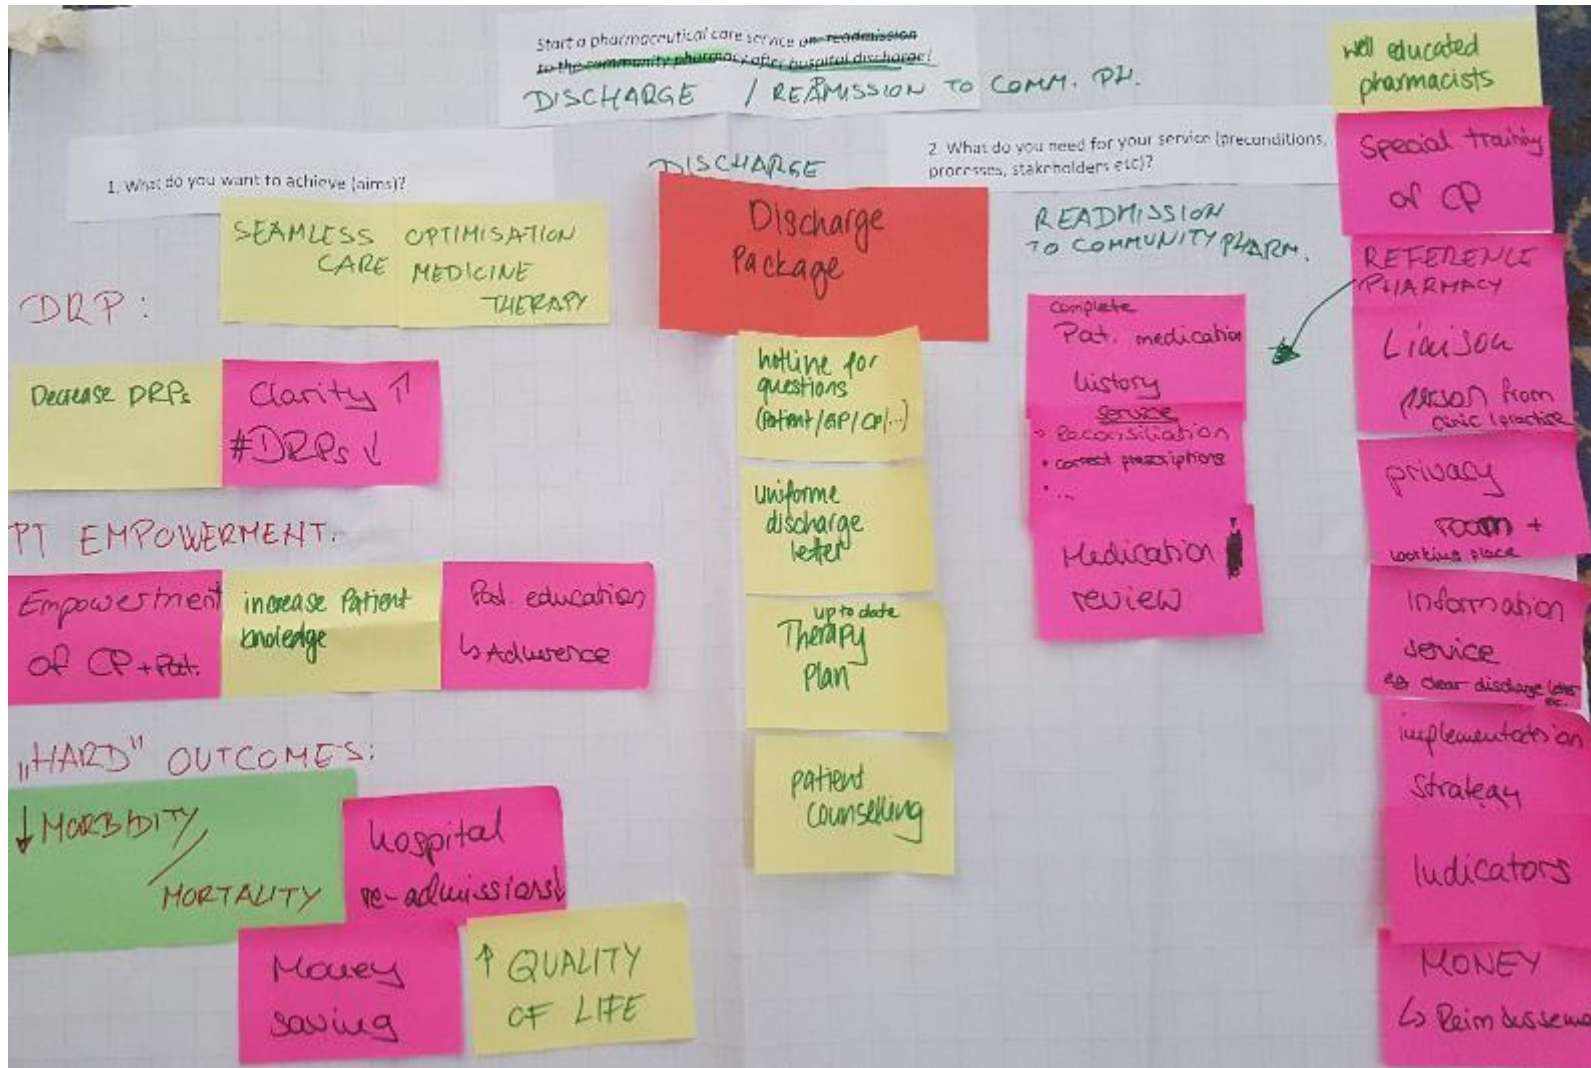 Start a pharmaceutical care service on readmission
to the community pharmacy after hospital discharge!
DISCHARGE / READMISSION TO COMM. PH.
1. What do you want to achieve (aims)?
SEAMLESS
CARE
OPTIMISATION
MEDICINE
THERAPY
DRP:
Decrease DRPs
Clarity ↑
#DRPs ↓
PT EMPOWERMENT.
Empowerment
of CP + Pat.
increase Patient
knoledge
Pat. education
↳ Adherence
„HARD" OUTCOMES:
↓ MORBIDITY/
MORTALITY
hospital
re-admissions↓
Money
saving
↑ QUALITY
OF LIFE
DISCHARGE
Discharge
Package
hotline for
questions
(Patient/GP/CP/...)
Uniforme
discharge
letter
up to date
Therapy
Plan
patient
counselling
2. What do you need for your service (preconditions,
processes, stakeholders etc)?
READMISSION
TO COMMUNITY PHARM.
complete
Pat. medication
history
service
→ Reconsiliation
• correct prescriptions
• ...
Medication
review
well educated
pharmacists
Special training
of CP
REFERENCE
PHARMACY
Liaison
person from
clinic / practice
privacy
room +
working place
Information
service
e.g. clear discharge letter
etc.
implementation
strategy
Indicators
MONEY
↳ Reimburseme